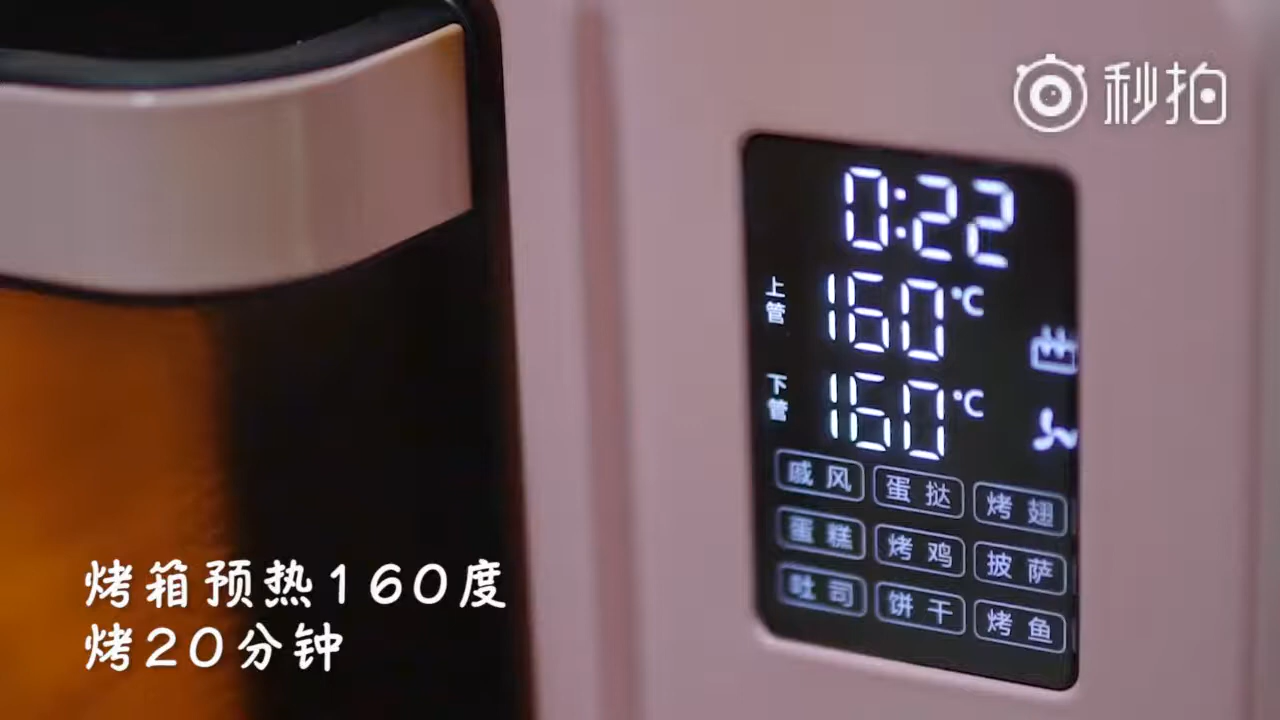 秒拍
0:22
上管 160℃
下管 160℃
戚风 蛋挞 烤翅
蛋糕 烤鸡 披萨
吐司 饼干 烤鱼
烤箱预热160度
烤20分钟